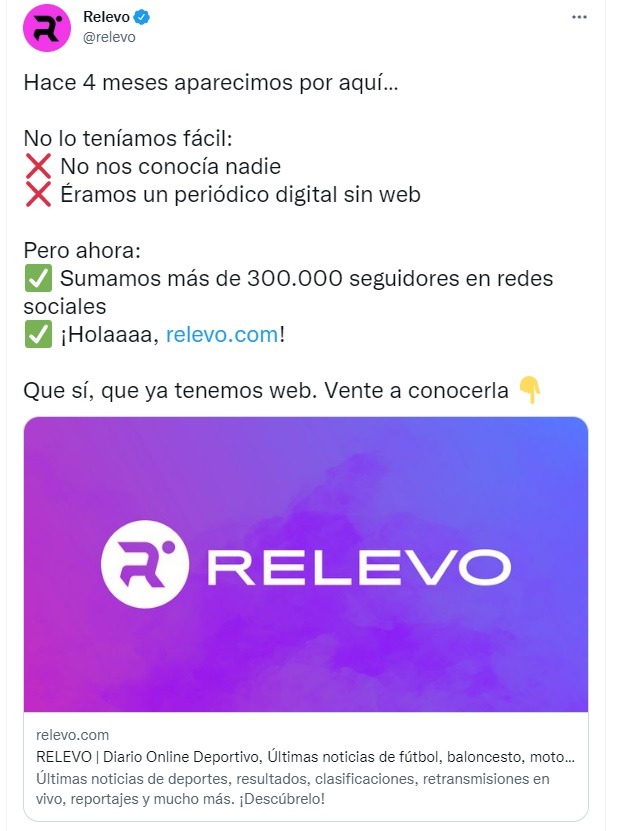 Relevo
@relevo
Hace 4 meses aparecimos por aquí...
No lo teníamos fácil:
❌ No nos conocía nadie
❌ Éramos un periódico digital sin web
Pero ahora:
✅ Sumamos más de 300.000 seguidores en redes
sociales
✅ ¡Holaaaa, relevo.com!
Que sí, que ya tenemos web. Vente a conocerla 👇
RELEVO
relevo.com
RELEVO | Diario Online Deportivo, Últimas noticias de fútbol, baloncesto, moto...
Últimas noticias de deportes, resultados, clasificaciones, retransmisiones en
vivo, reportajes y mucho más. ¡Descúbrelo!